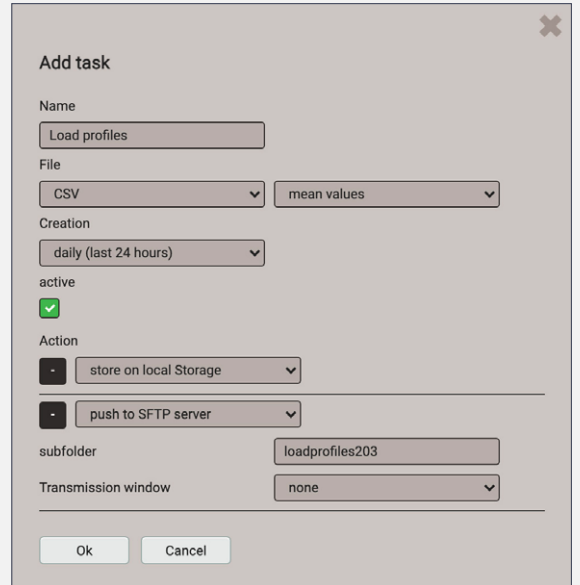 Add task
Name
Load profiles
File
CSV mean values
Creation
daily (last 24 hours)
active
Action
- store on local Storage
- push to SFTP server
subfolder loadprofiles203
Transmission window none
Ok Cancel